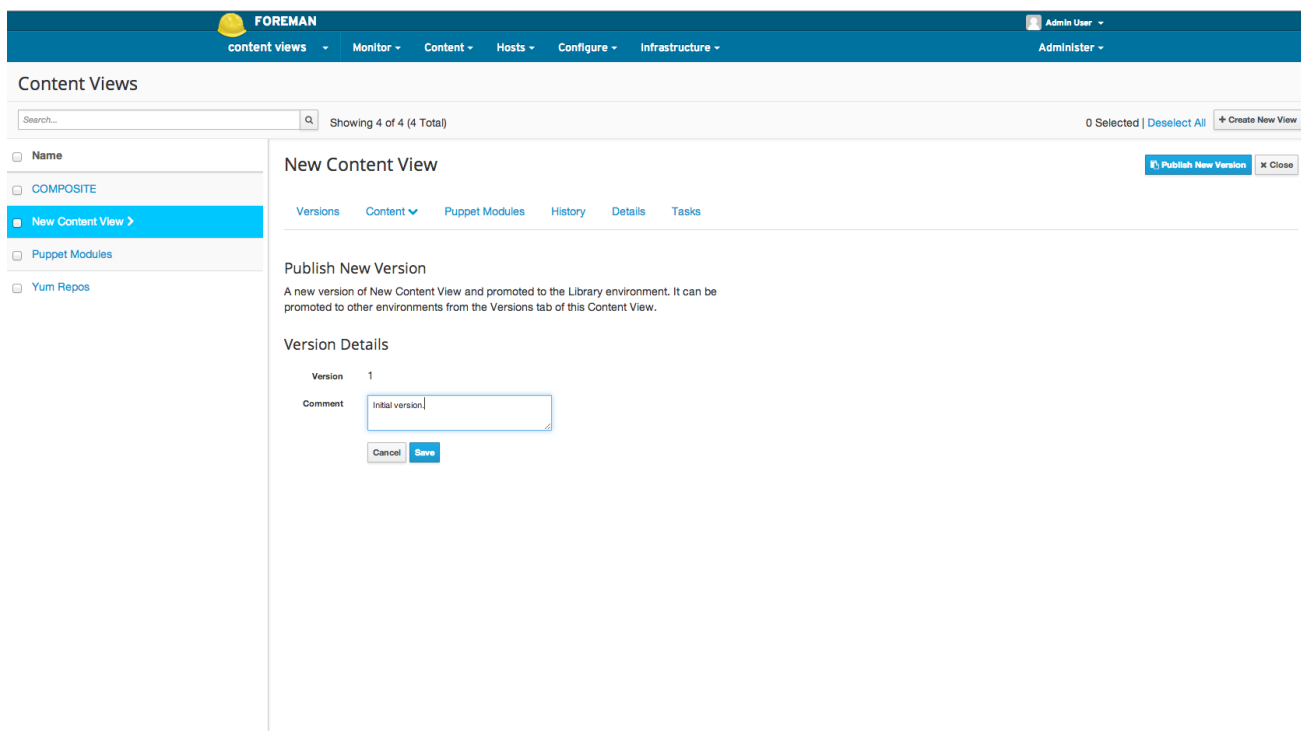 FOREMAN
Admin User
content views Monitor Content Hosts Configure Infrastructure Administer
Content Views
Search... Showing 4 of 4 (4 Total) 0 Selected | Deselect All + Create New View
Name
COMPOSITE
New Content View
Puppet Modules
Yum Repos
New Content View
Publish New Version × Close
Versions Content Puppet Modules History Details Tasks
Publish New Version
A new version of New Content View and promoted to the Library environment. It can be
promoted to other environments from the Versions tab of this Content View.
Version Details
Version 1
Comment Initial version.
Cancel Save